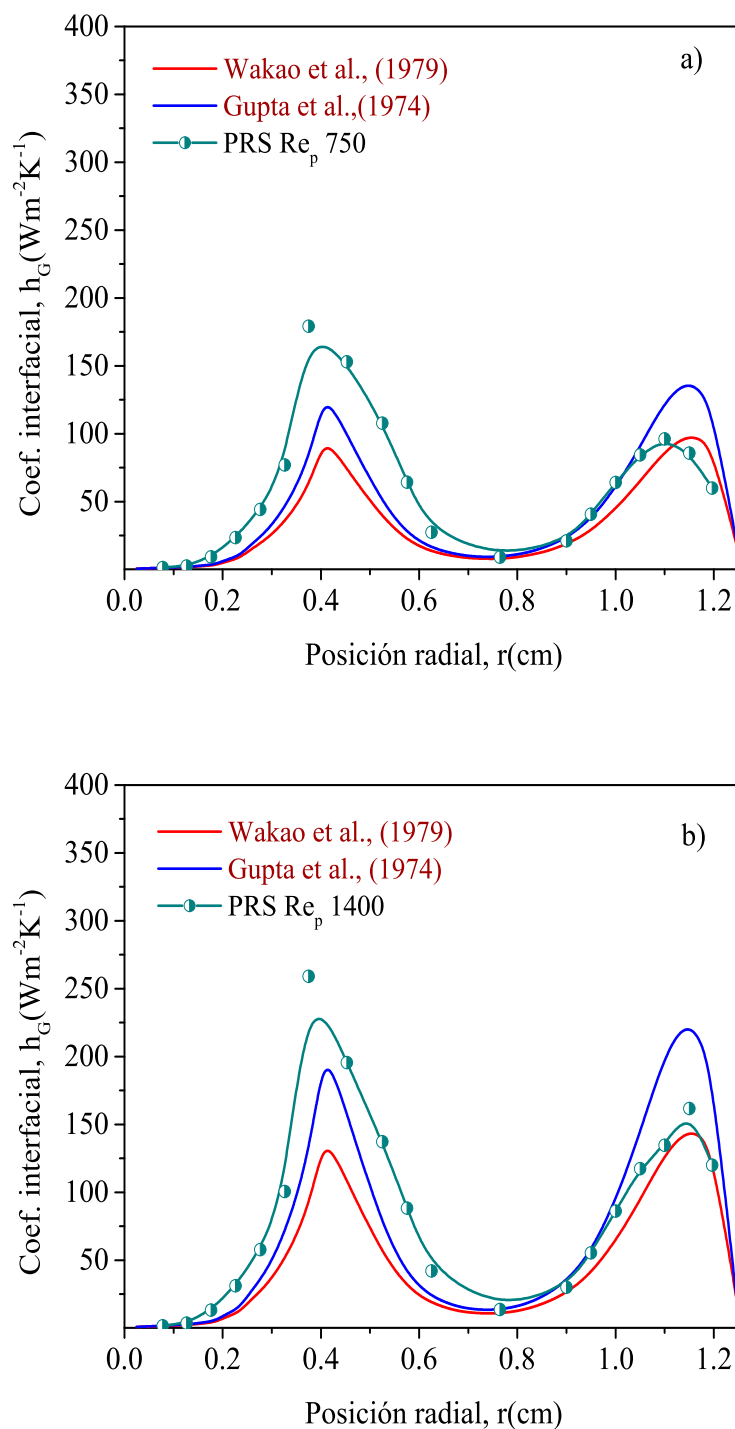 a)
Wakao et al., (1979)
Gupta et al.,(1974)
PRS Reₚ 750
Coef. interfacial, h_G(Wm⁻²K⁻¹)
400
350
300
250
200
150
100
50
0.0 0.2 0.4 0.6 0.8 1.0 1.2
Posición radial, r(cm)
b)
Wakao et al., (1979)
Gupta et al., (1974)
PRS Reₚ 1400
Coef. interfacial, h_G(Wm⁻²K⁻¹)
400
350
300
250
200
150
100
50
0.0 0.2 0.4 0.6 0.8 1.0 1.2
Posición radial, r(cm)